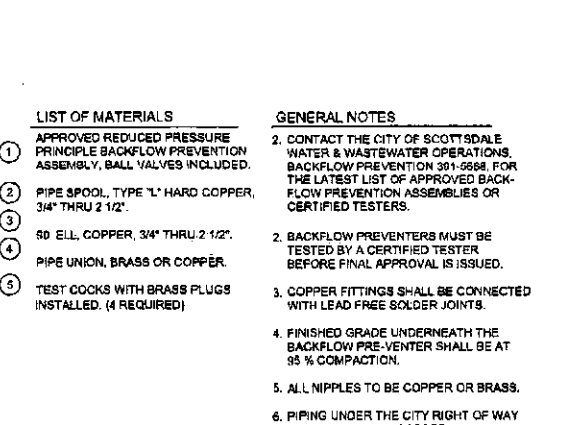 LIST OF MATERIALS
1 APPROVED REDUCED PRESSURE
PRINCIPLE BACKFLOW PREVENTION
ASSEMBLY, BALL VALVES INCLUDED.
2 PIPE SPOOL, TYPE "L" HARD COPPER,
3/4" THRU 2 1/2".
3
90 ELL, COPPER, 3/4" THRU 2 1/2".
4
PIPE UNION, BRASS OR COPPER.
5 TEST COCKS WITH BRASS PLUGS
INSTALLED. (4 REQUIRED)
GENERAL NOTES
2. CONTACT THE CITY OF SCOTTSDALE
WATER & WASTEWATER OPERATIONS,
BACKFLOW PREVENTION 391-5668, FOR
THE LATEST LIST OF APPROVED BACK-
FLOW PREVENTION ASSEMBLIES OR
CERTIFIED TESTERS.
2. BACKFLOW PREVENTERS MUST BE
TESTED BY A CERTIFIED TESTER
BEFORE FINAL APPROVAL IS ISSUED.
3. COPPER FITTINGS SHALL BE CONNECTED
WITH LEAD FREE SOLDER JOINTS.
4. FINISHED GRADE UNDERNEATH THE
BACKFLOW PRE-VENTER SHALL BE AT
95 % COMPACTION.
5. ALL NIPPLES TO BE COPPER OR BRASS.
6. PIPING UNDER THE CITY RIGHT OF WAY